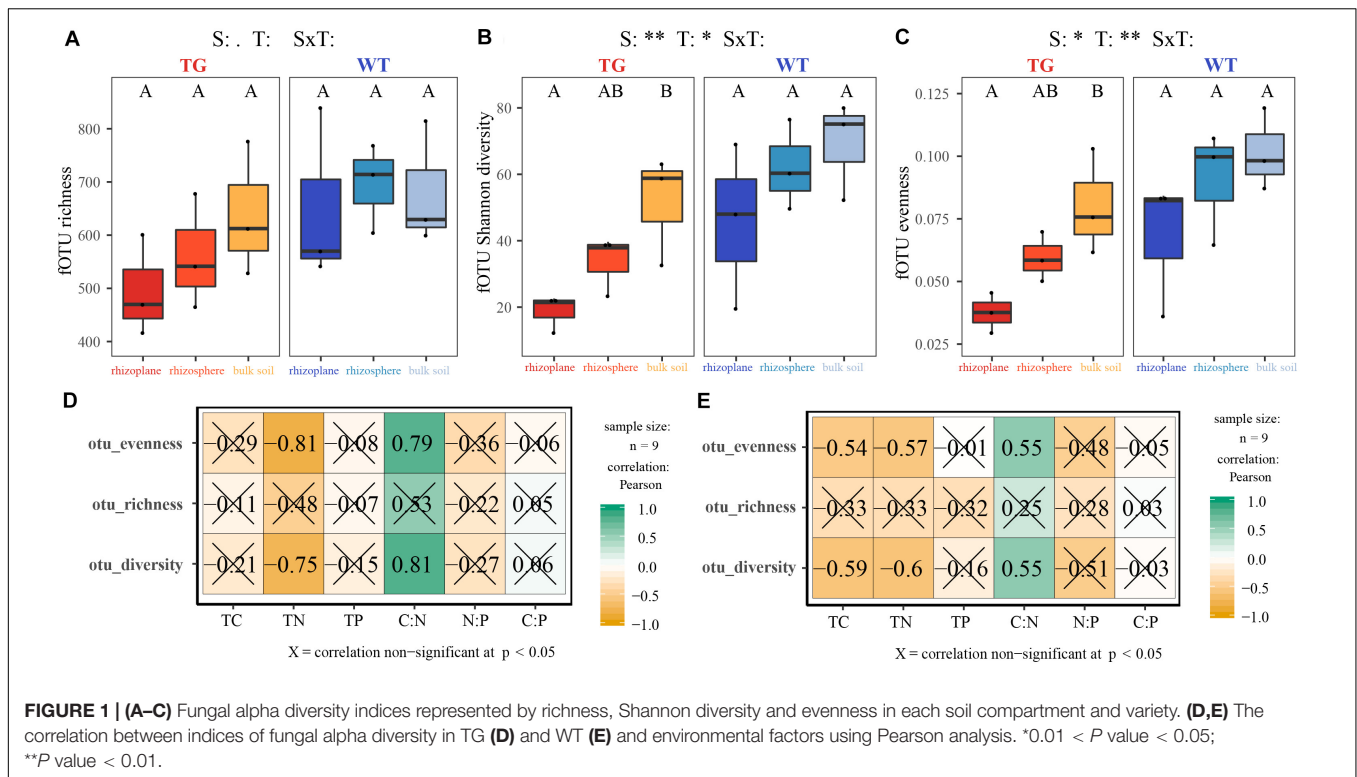 A
S: . T: SxT:
TG
WT
A A A
A A A
fOTU richness
800
700
600
500
400
rhizoplane rhizosphere bulk soil
rhizoplane rhizosphere bulk soil
B
S: ** T: * SxT:
TG
WT
A AB B
A A A
fOTU Shannon diversity
80
60
40
20
rhizoplane rhizosphere bulk soil
rhizoplane rhizosphere bulk soil
C
S: * T: ** SxT:
TG
WT
A AB B
A A A
fOTU evenness
0.125
0.100
0.075
0.050
0.025
rhizoplane rhizosphere bulk soil
rhizoplane rhizosphere bulk soil
D
otu_evenness −0.29 −0.81 −0.08 0.79 −0.36 −0.06
otu_richness −0.11 −0.48 −0.07 0.53 −0.22 0.05
otu_diversity −0.21 −0.75 −0.15 0.81 −0.27 0.06
TC TN TP C:N N:P C:P
X = correlation non−significant at p < 0.05
sample size:
n = 9
correlation:
Pearson
1.0
0.5
0.0
−0.5
−1.0
E
otu_evenness −0.54 −0.57 0.01 0.55 −0.48 −0.05
otu_richness −0.33 −0.33 −0.32 0.25 −0.28 0.03
otu_diversity −0.59 −0.6 −0.16 0.55 −0.51 −0.03
TC TN TP C:N N:P C:P
X = correlation non−significant at p < 0.05
sample size:
n = 9
correlation:
Pearson
1.0
0.5
0.0
−0.5
−1.0
FIGURE 1 | (A–C) Fungal alpha diversity indices represented by richness, Shannon diversity and evenness in each soil compartment and variety. (D,E) The
correlation between indices of fungal alpha diversity in TG (D) and WT (E) and environmental factors using Pearson analysis. *0.01 < P value < 0.05;
**P value < 0.01.